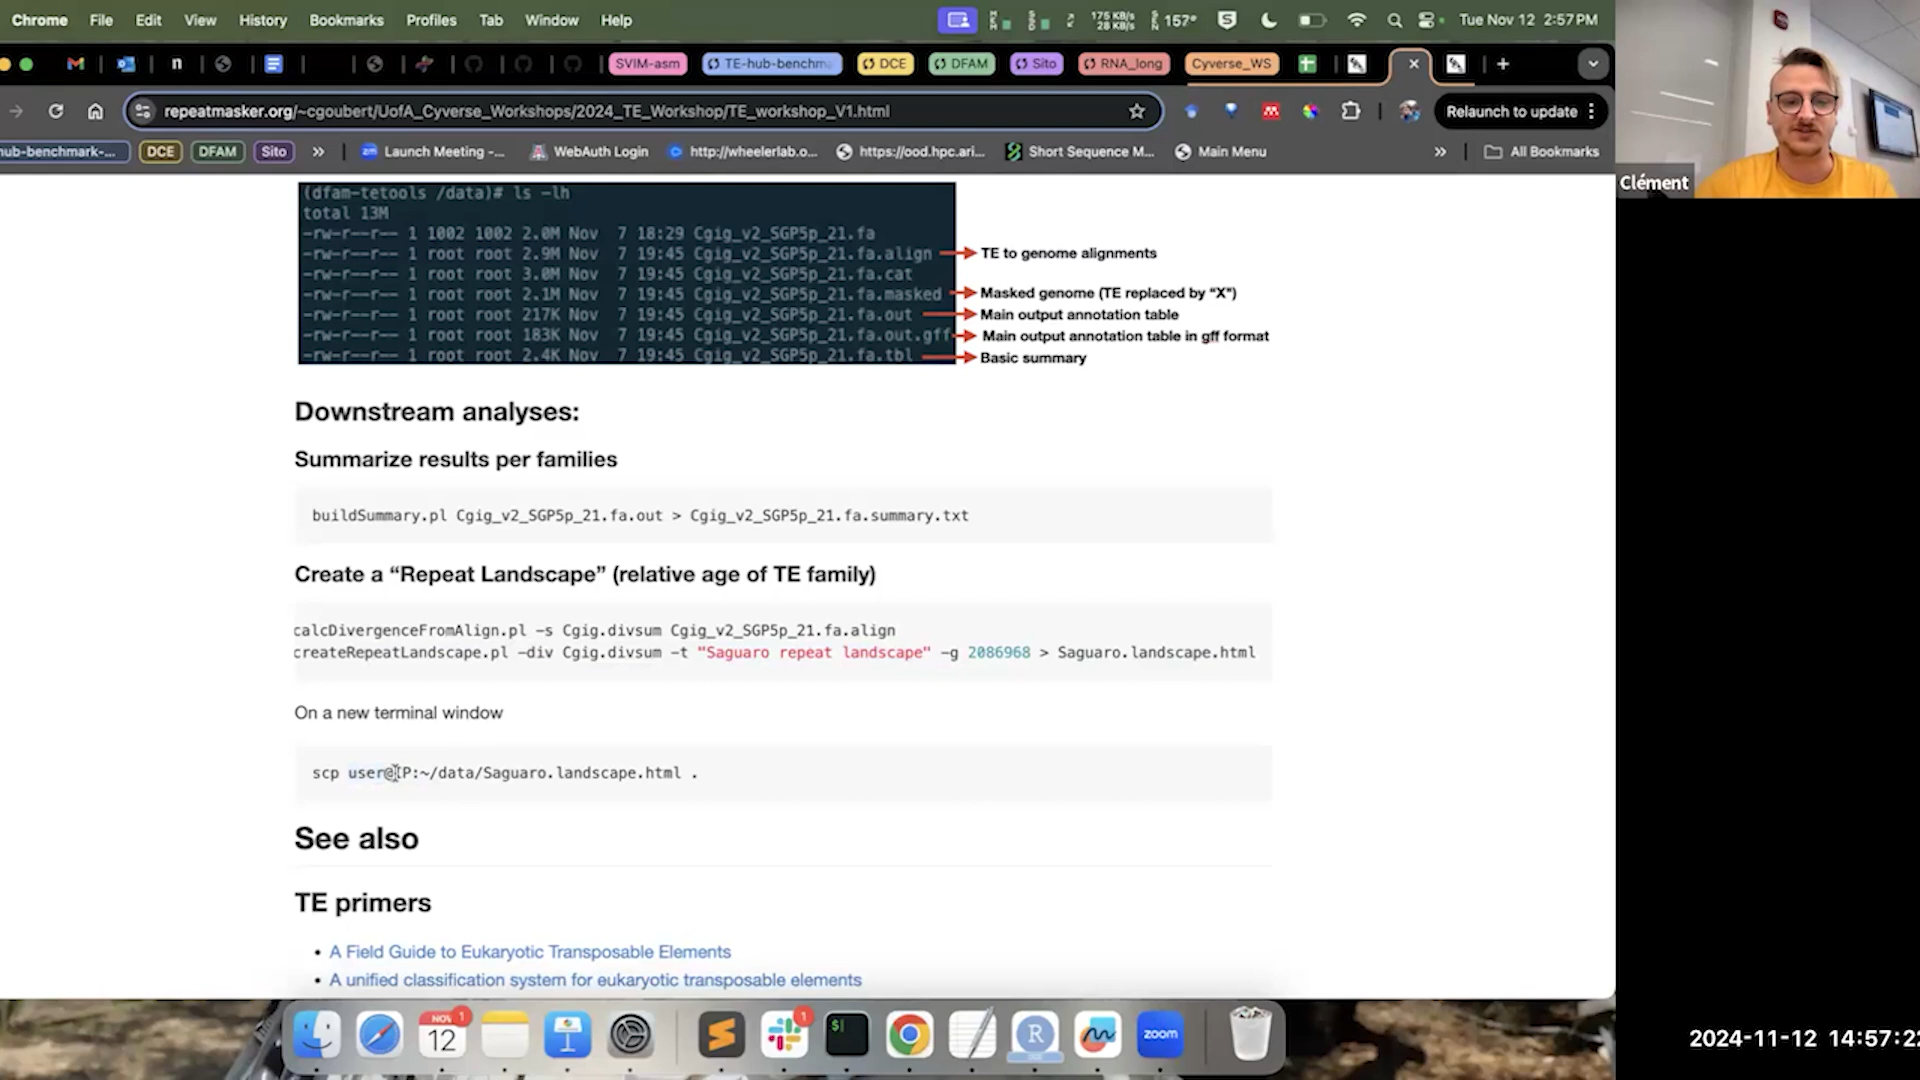 Chrome File Edit View History Bookmarks Profiles Tab Window Help
175 KB/s
28 KB/s
157°
Tue Nov 12 2:57 PM
SVIM-asm TE-hub-benchma DCE DFAM Sito RNA_long Cyverse_WS
repeatmasker.org/~cgoubert/UofA_Cyverse_Workshops/2024_TE_Workshop/TE_workshop_V1.html
Relaunch to update
hub-benchmark-... DCE DFAM Sito » Launch Meeting -... WebAuth Login http://wheelerlab.o... https://ood.hpc.ari... Short Sequence M... Main Menu » All Bookmarks
Clément
(dfam-tetools /data)# ls -lh
total 13M
-rw-r--r-- 1 1002 1002 2.0M Nov 7 18:29 Cgig_v2_SGP5p_21.fa
-rw-r--r-- 1 root root 2.9M Nov 7 19:45 Cgig_v2_SGP5p_21.fa.align TE to genome alignments
-rw-r--r-- 1 root root 3.0M Nov 7 19:45 Cgig_v2_SGP5p_21.fa.cat
-rw-r--r-- 1 root root 2.1M Nov 7 19:45 Cgig_v2_SGP5p_21.fa.masked Masked genome (TE replaced by “X”)
-rw-r--r-- 1 root root 217K Nov 7 19:45 Cgig_v2_SGP5p_21.fa.out Main output annotation table
-rw-r--r-- 1 root root 183K Nov 7 19:45 Cgig_v2_SGP5p_21.fa.out.gff Main output annotation table in gff format
-rw-r--r-- 1 root root 2.4K Nov 7 19:45 Cgig_v2_SGP5p_21.fa.tbl Basic summary
Downstream analyses:
Summarize results per families
buildSummary.pl Cgig_v2_SGP5p_21.fa.out > Cgig_v2_SGP5p_21.fa.summary.txt
Create a “Repeat Landscape” (relative age of TE family)
calcDivergenceFromAlign.pl -s Cgig.divsum Cgig_v2_SGP5p_21.fa.align
createRepeatLandscape.pl -div Cgig.divsum -t "Saguaro repeat landscape" -g 2086968 > Saguaro.landscape.html
On a new terminal window
scp user@IP:~/data/Saguaro.landscape.html .
See also
TE primers
• A Field Guide to Eukaryotic Transposable Elements
• A unified classification system for eukaryotic transposable elements
NOV 1
12
1
$
R
zoom
2024-11-12 14:57:22